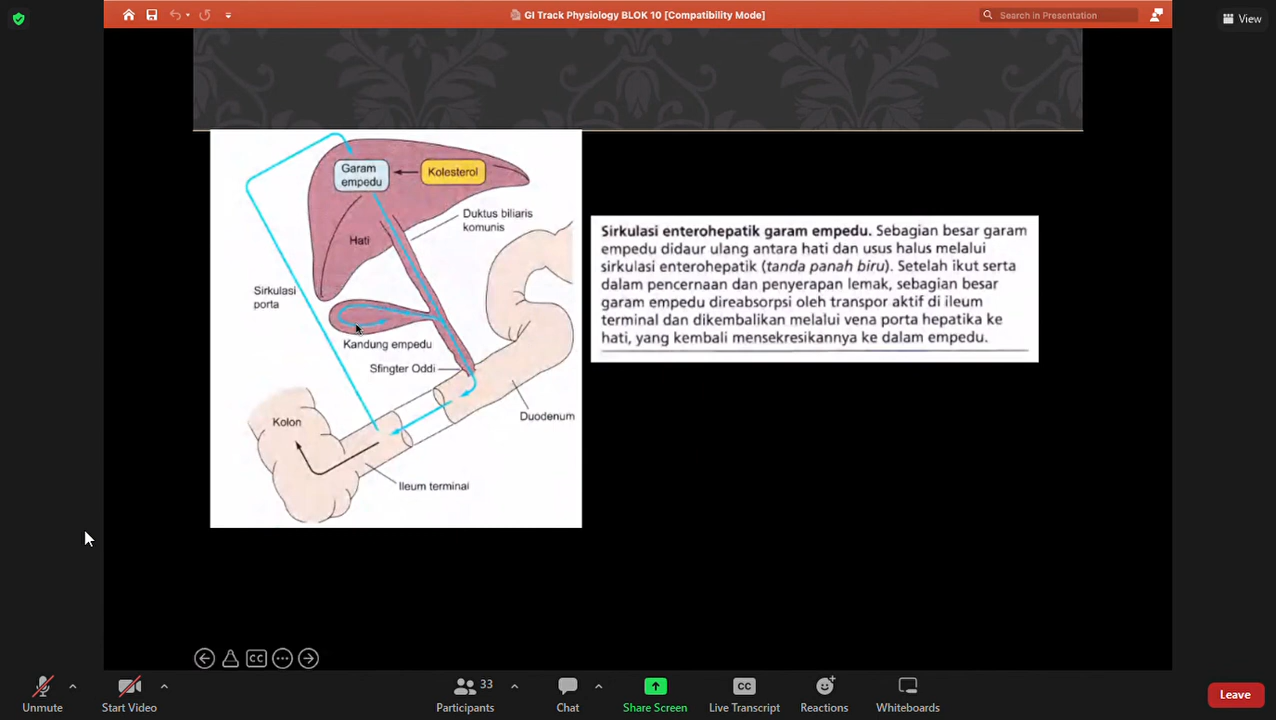 GI Track Physiology BLOK 10 [Compatibility Mode]
Search in Presentation
View
Garam
empedu
Kolesterol
Duktus biliaris
komunis
Hati
Sirkulasi
porta
Kandung empedu
Sfingter Oddi
Duodenum
Kolon
Ileum terminal
Sirkulasi enterohepatik garam empedu. Sebagian besar garam
empedu didaur ulang antara hati dan usus halus melalui
sirkulasi enterohepatik (tanda panah biru). Setelah ikut serta
dalam pencernaan dan penyerapan lemak, sebagian besar
garam empedu direabsorpsi oleh transpor aktif di ileum
terminal dan dikembalikan melalui vena porta hepatika ke
hati, yang kembali mensekresikannya ke dalam empedu.
CC
Unmute
Start Video
33
Participants
Chat
Share Screen
CC
Live Transcript
Reactions
Whiteboards
Leave